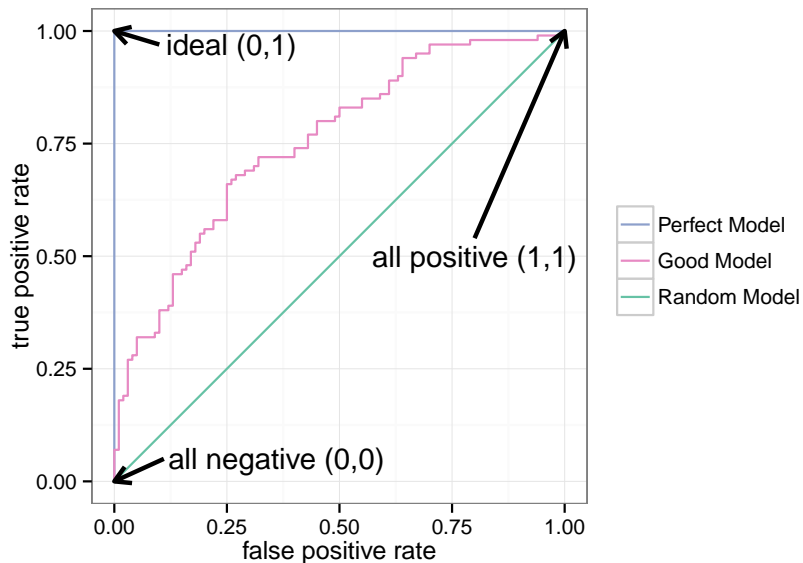 1.00
ideal (0,1)
0.75
0.50
all positive (1,1)
0.25
all negative (0,0)
0.00
true positive rate
0.00
0.25
0.50
0.75
1.00
false positive rate
Perfect Model
Good Model
Random Model